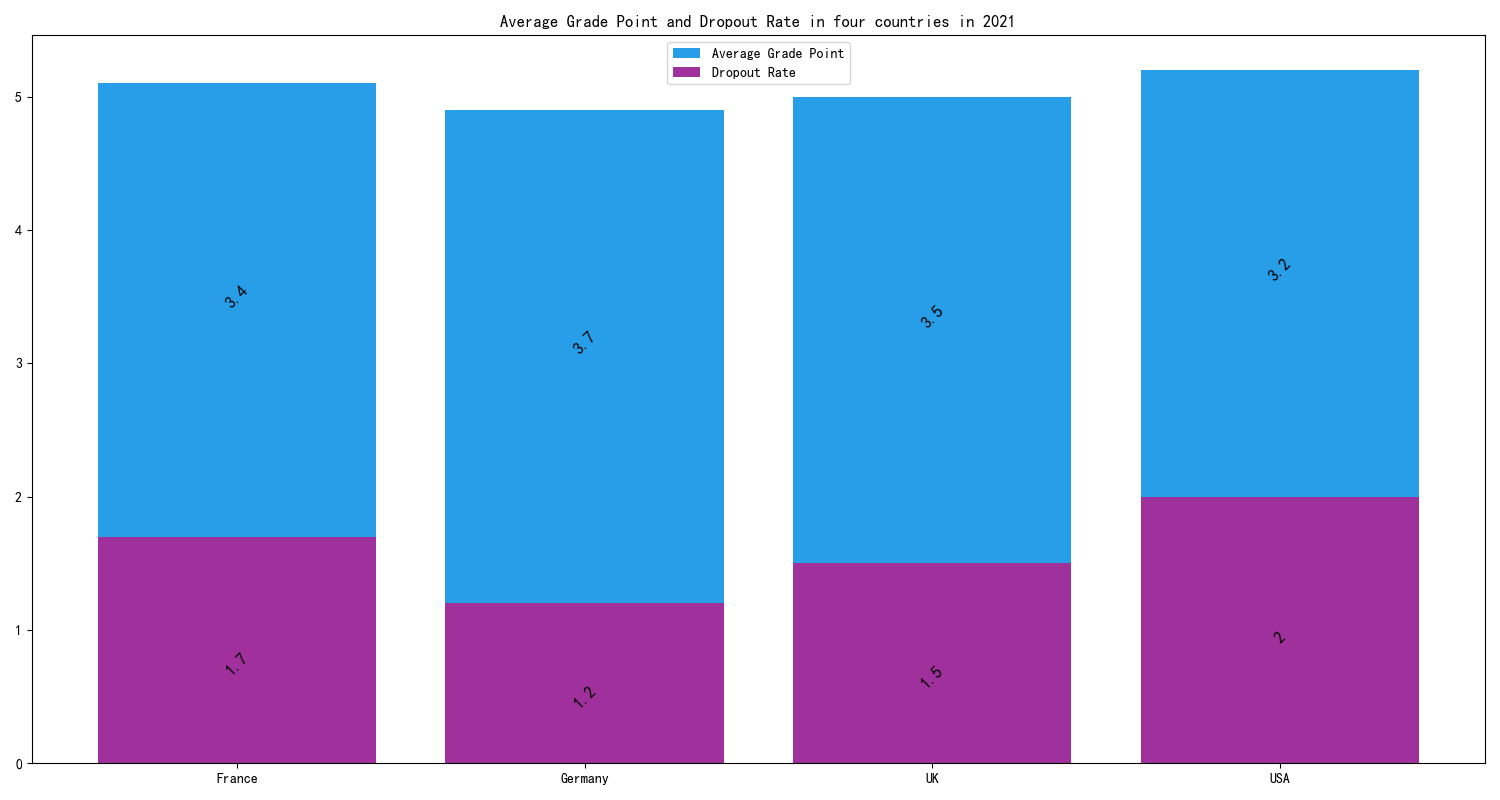 Average Grade Point and Dropout Rate in four countries in 2021
Average Grade Point
Dropout Rate
5
4
3
2
1
0
3.4
3.7
3.5
3.2
1.7
1.2
1.5
2
France
Germany
UK
USA